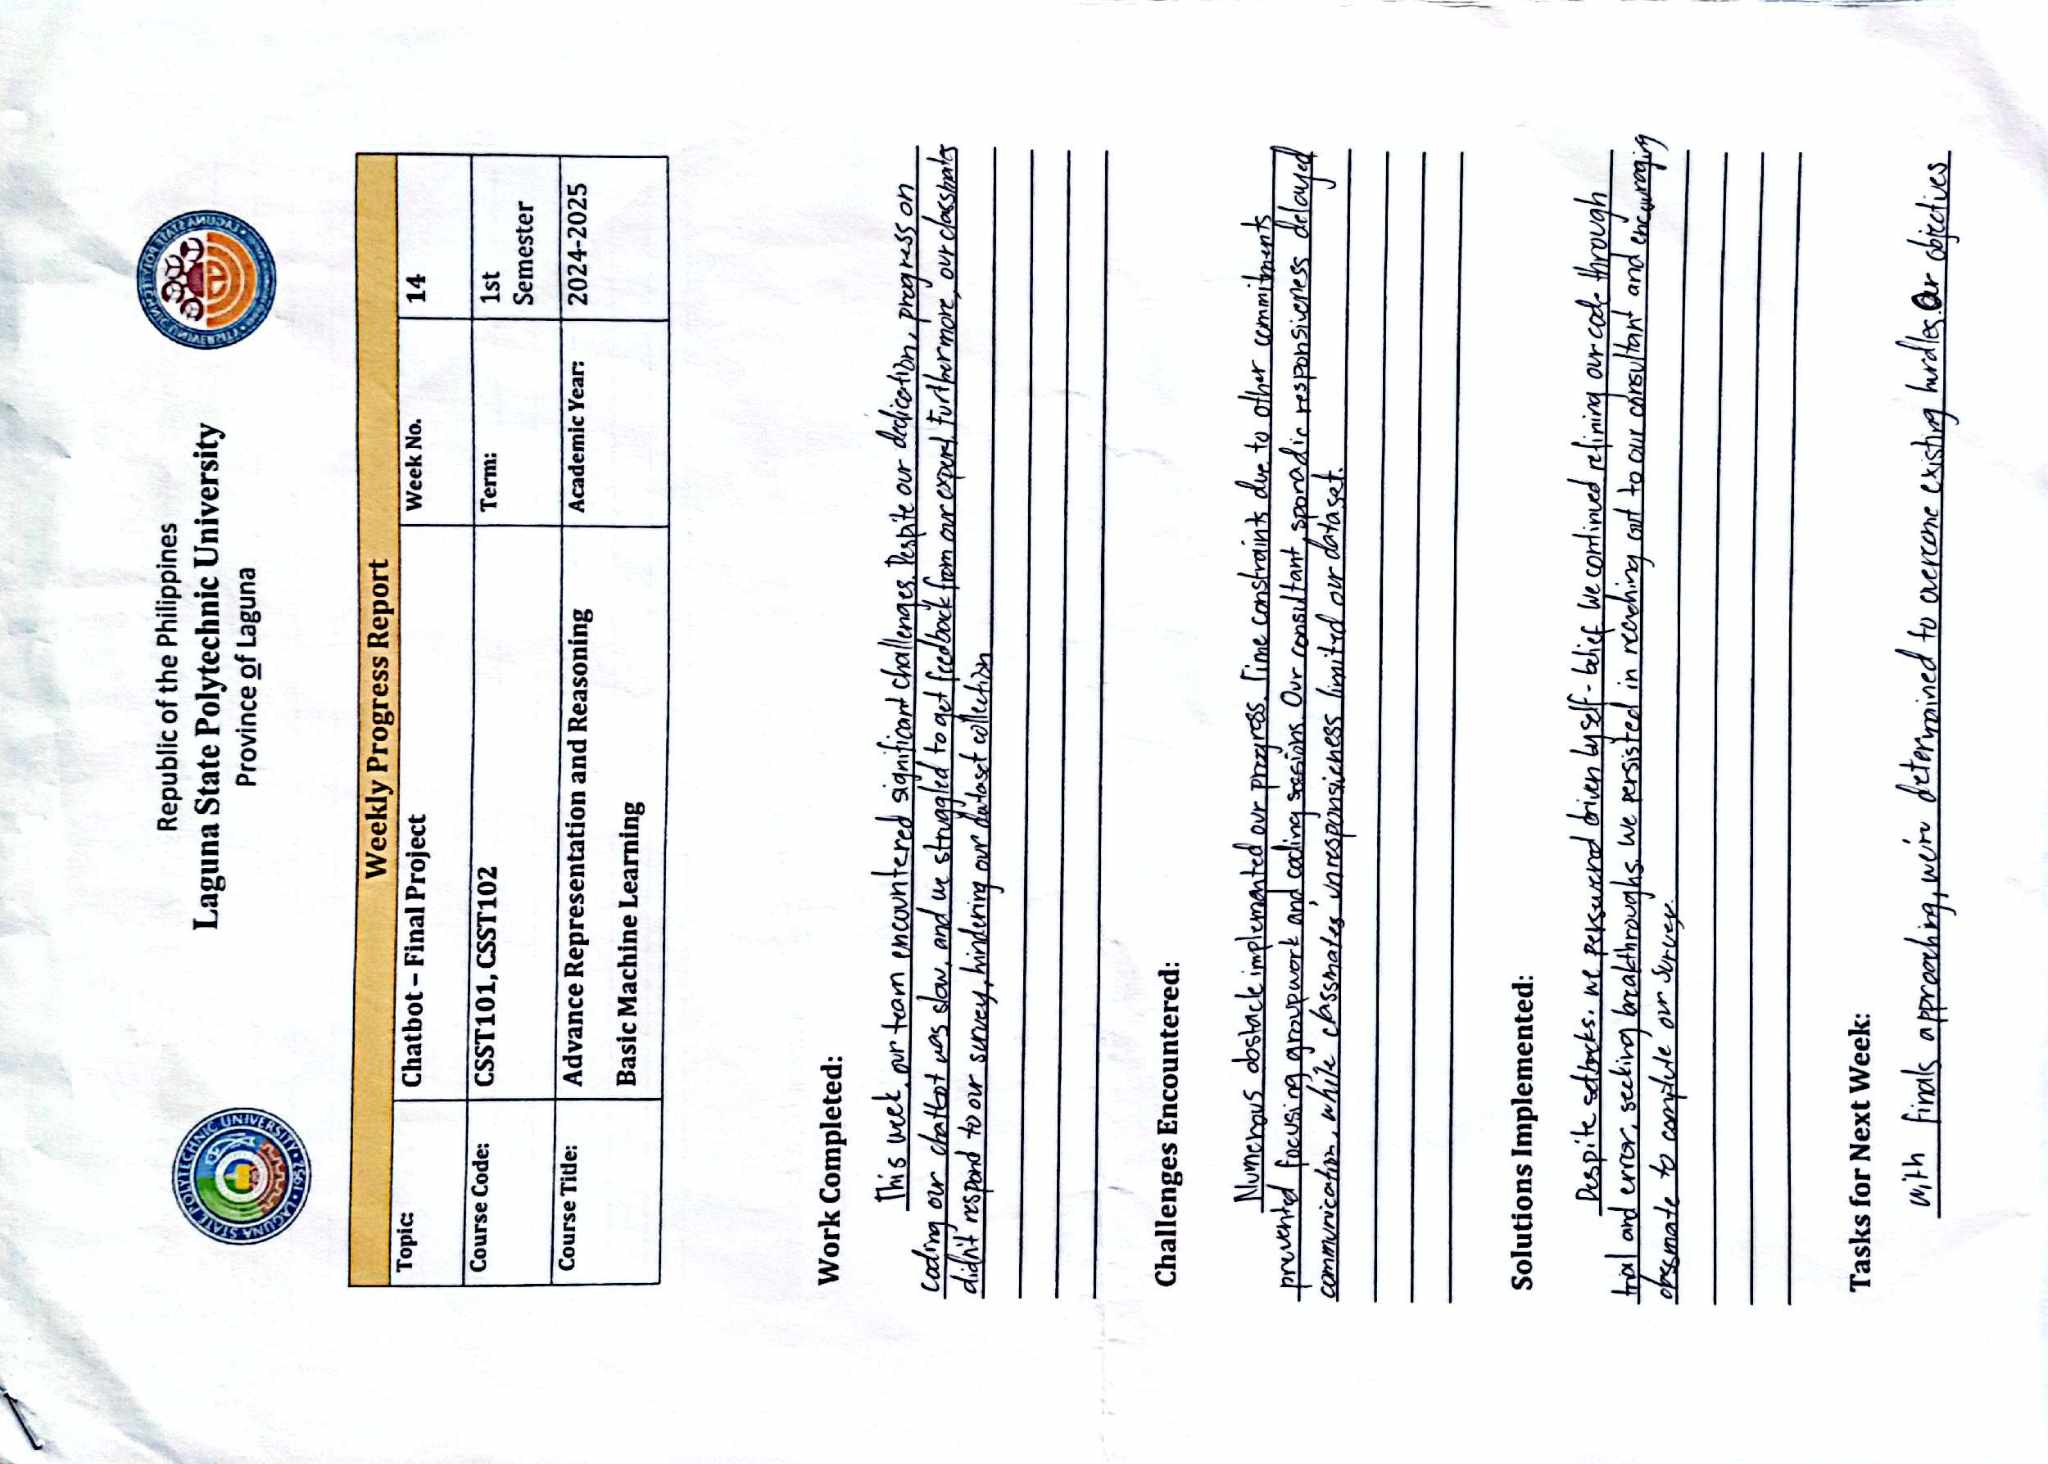 Republic of the Philippines
Laguna State Polytechnic University
Province of Laguna
Weekly Progress Report
Topic: Chatbot – Final Project Week No. 14
Course Code: CSST101, CSST102 Term: 1st Semester
Course Title: Advance Representation and Reasoning Academic Year: 2024-2025
Basic Machine Learning
Work Completed:
This week, our team encountered significant challenges. Despite our dedication, progress on
coding our chatbot was slow, and we struggled to get feedback from our expert. Furthermore, our classmates
didn't respond to our survey, hindering our dataset collection
Challenges Encountered:
Numerous obstacle implemented our progress. Time constraints due to other commitments
prevented focusing groupwork and coding sessions. Our consultant sporadic responsiveness delayed
communication, while classmates' unresponsiveness limited our dataset.
Solutions Implemented:
Despite setbacks, we persevered driven by self-belief. We continued refining our code through
trial and error, seeking breakthroughs. We persisted in reaching out to our consultant and encouraging
to complete our survey.
Tasks for Next Week:
With finals approaching, we're determined to overcome existing hurdles. Our objectives